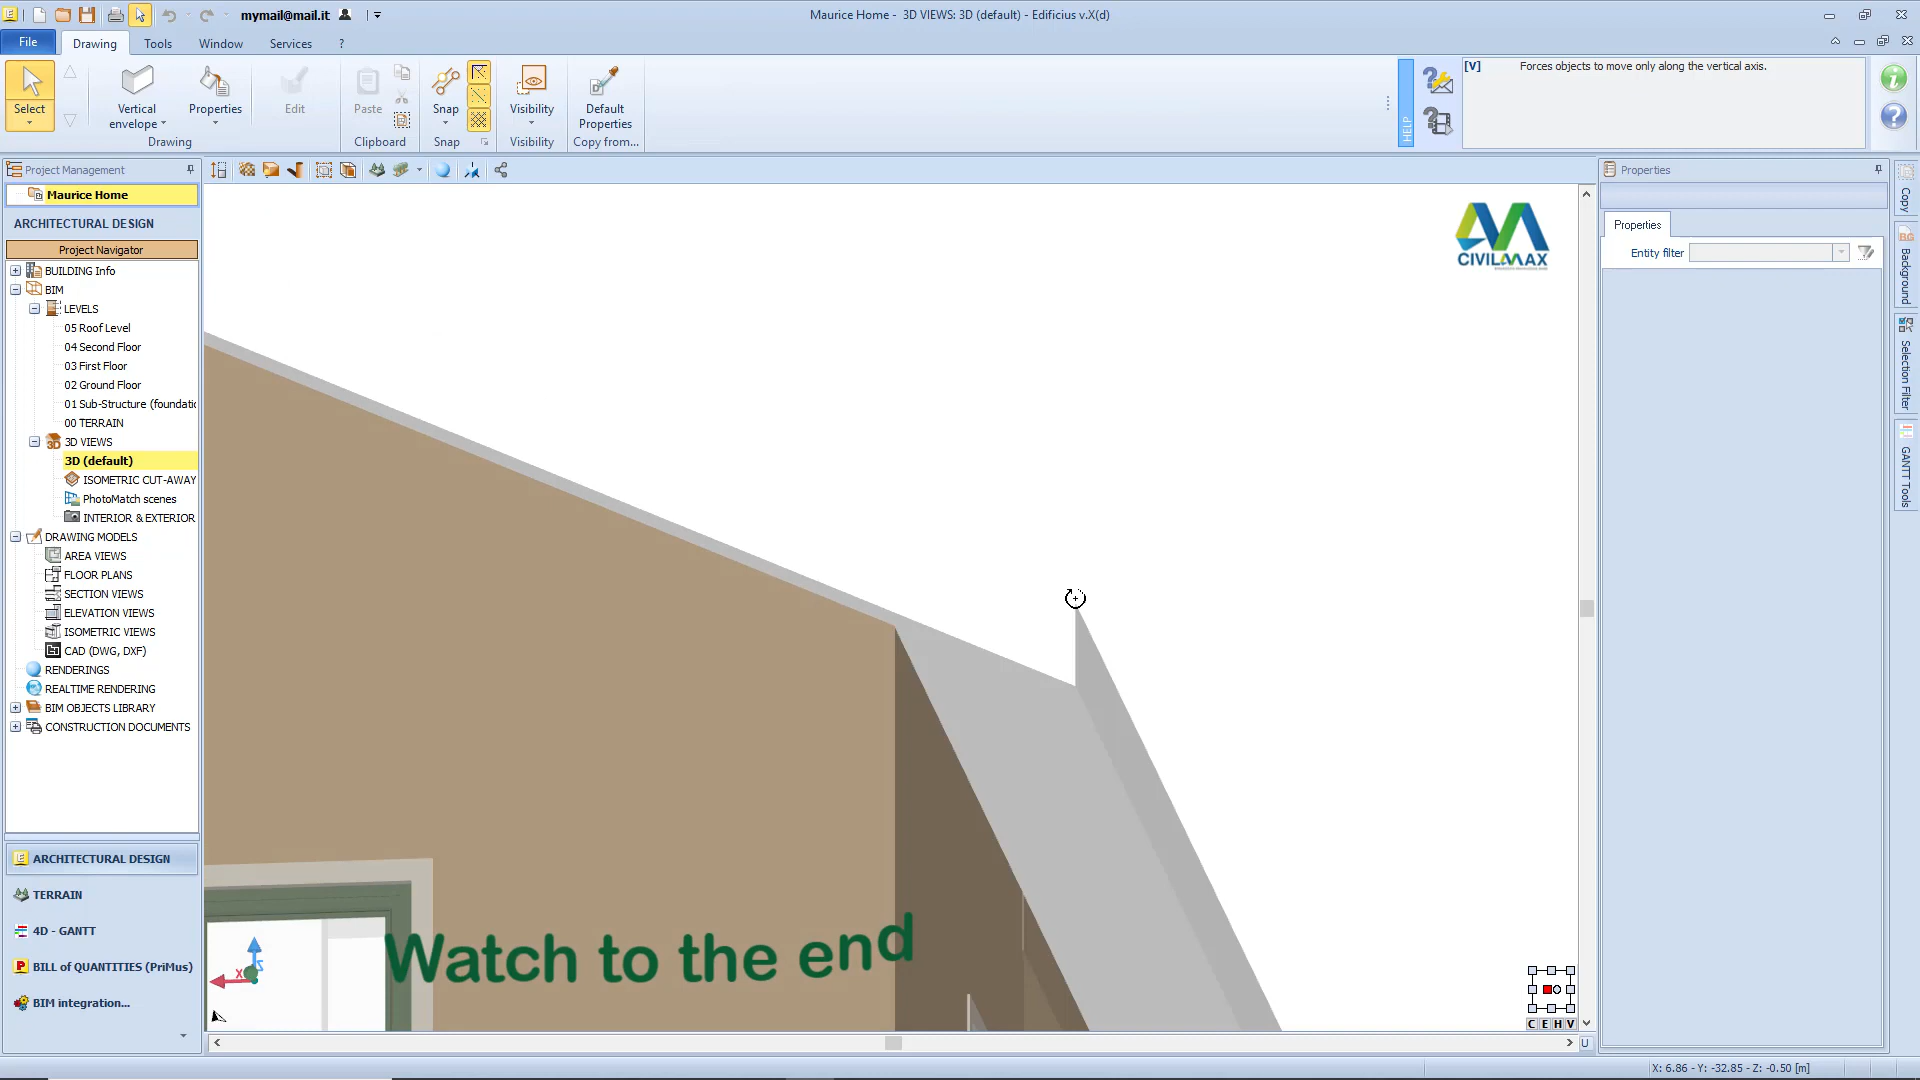 mymail@mail.it
Maurice Home - 3D VIEWS: 3D (default) - Edificius v.X(d)
File
Drawing
Tools
Window
Services
?
Select
Vertical
envelope
Properties
Edit
Paste
Snap
Visibility
Default
Properties
Drawing
Clipboard
Snap
Visibility
Copy from...
HELP
[V]
Forces objects to move only along the vertical axis.
Project Management
Maurice Home
ARCHITECTURAL DESIGN
Project Navigator
BUILDING Info
BIM
LEVELS
05 Roof Level
04 Second Floor
03 First Floor
02 Ground Floor
01 Sub-Structure (foundatio
00 TERRAIN
3D VIEWS
3D (default)
ISOMETRIC CUT-AWAY
PhotoMatch scenes
INTERIOR & EXTERIOR
DRAWING MODELS
AREA VIEWS
FLOOR PLANS
SECTION VIEWS
ELEVATION VIEWS
ISOMETRIC VIEWS
CAD (DWG, DXF)
RENDERINGS
REALTIME RENDERING
BIM OBJECTS LIBRARY
CONSTRUCTION DOCUMENTS
ARCHITECTURAL DESIGN
TERRAIN
4D - GANTT
BILL of QUANTITIES (PriMus)
BIM integration...
CIVILMAX
X
Z
Watch to the end
C E H V
U
Properties
Properties
Entity filter
Copy
BG
Background
Selection Filter
GANTT Tools
X: 6.86 - Y: -32.85 - Z: -0.50 [m]